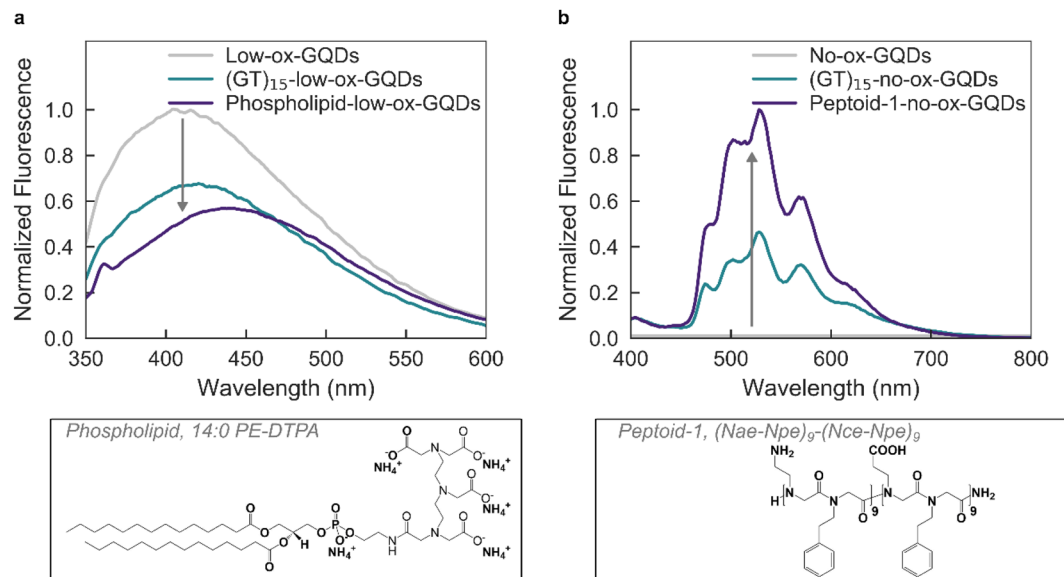 a
Low-ox-GQDs
(GT)₁₅-low-ox-GQDs
Phospholipid-low-ox-GQDs
Normalized Fluorescence
1.0
0.8
0.6
0.4
0.2
0.0
350 400 450 500 550 600
Wavelength (nm)
Phospholipid, 14:0 PE-DTPA
O
O⁻
NH₄⁺
O
O⁻
NH₄⁺
N
N
O
O⁻
NH₄⁺
O
O
O
O
H
O
P
O
O
O⁻
NH₄⁺
N
H
O
N
O
O⁻
NH₄⁺
b
No-ox-GQDs
(GT)₁₅-no-ox-GQDs
Peptoid-1-no-ox-GQDs
Normalized Fluorescence
1.0
0.8
0.6
0.4
0.2
0.0
400 500 600 700 800
Wavelength (nm)
Peptoid-1, (Nae-Npe)₉-(Nce-Npe)₉
NH₂
COOH
H
N
O
N
O
9
N
O
N
O
9
NH₂